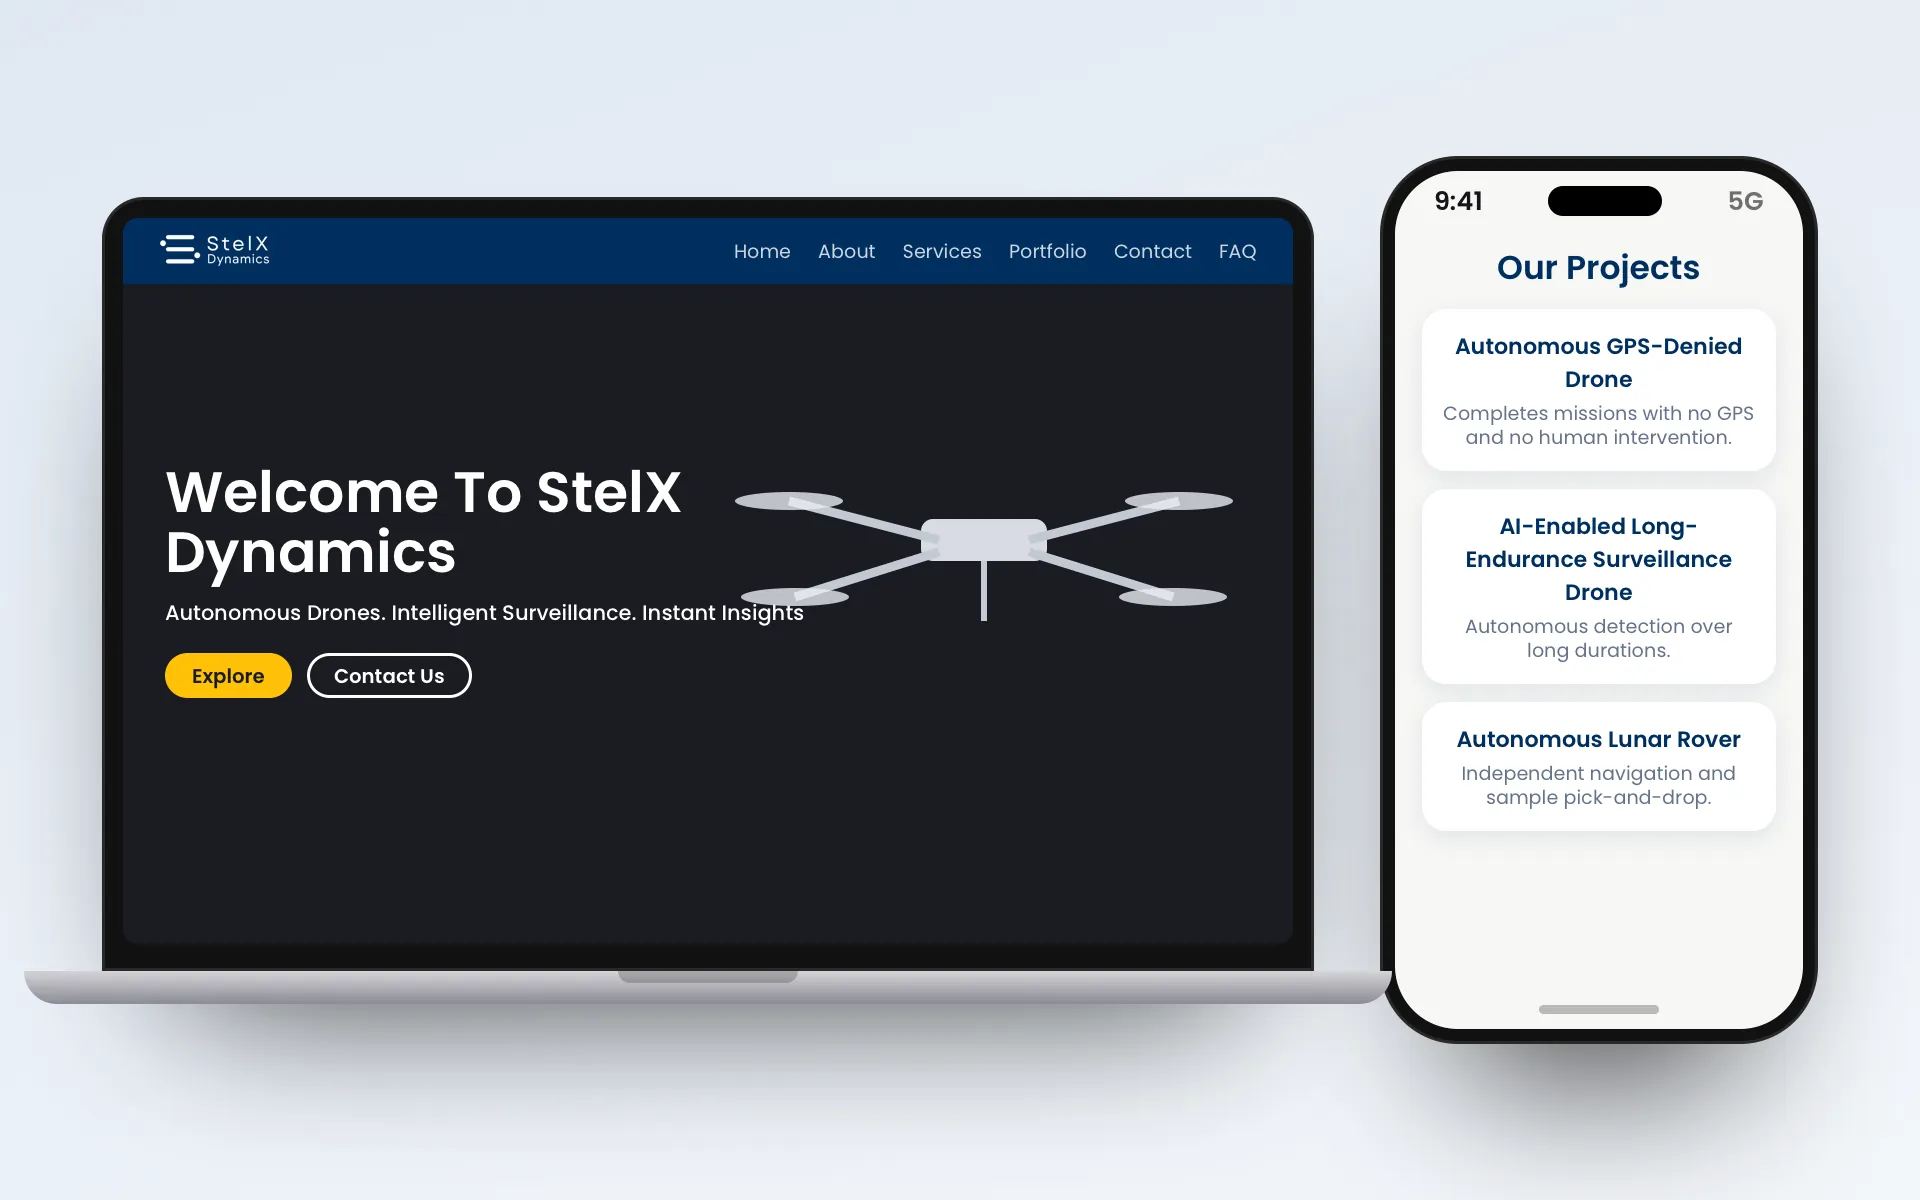 StelX
Dynamics
Home About Services Portfolio Contact FAQ
Welcome To StelX
Dynamics
Autonomous Drones. Intelligent Surveillance. Instant Insights
Explore Contact Us
9:41 5G
Our Projects
Autonomous GPS-Denied
Drone
Completes missions with no GPS
and no human intervention.
AI-Enabled Long-
Endurance Surveillance
Drone
Autonomous detection over
long durations.
Autonomous Lunar Rover
Independent navigation and
sample pick-and-drop.